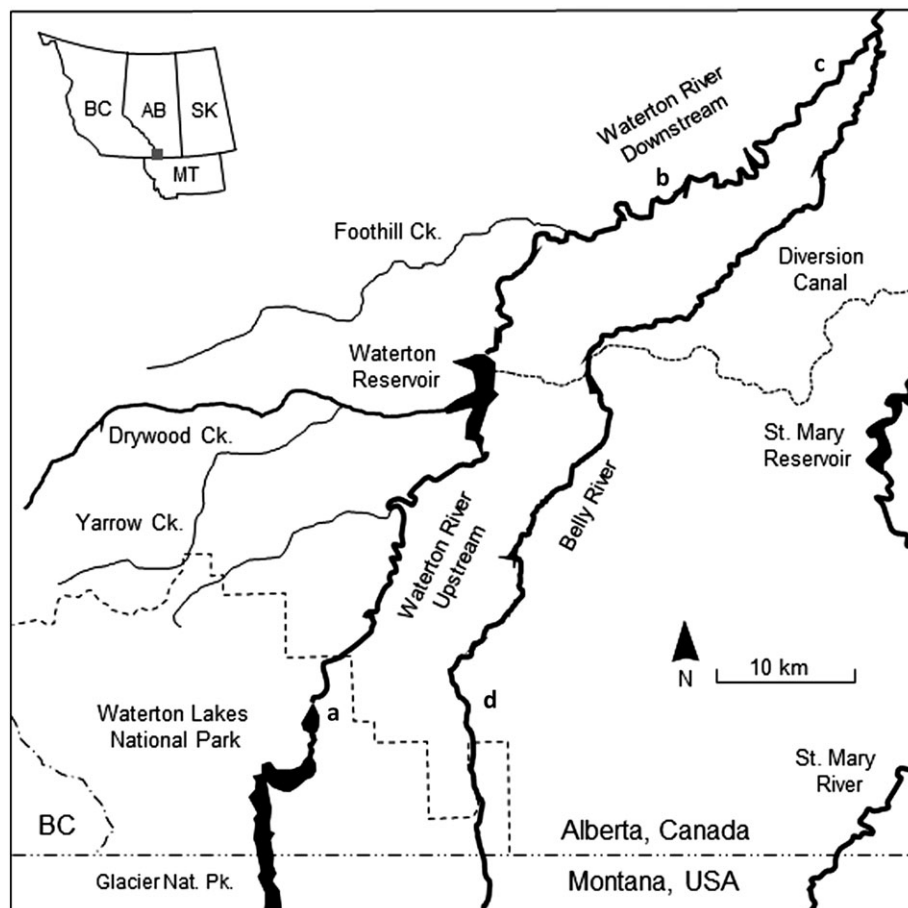 BC
AB
SK
MT
c
Waterton River
Downstream
b
Foothill Ck.
Diversion
Canal
Waterton
Reservoir
Drywood Ck.
St. Mary
Reservoir
Yarrow Ck.
Waterton River
Upstream
Belly River
N
10 km
Waterton Lakes
National Park
a
d
St. Mary
River
BC
Alberta, Canada
Glacier Nat. Pk.
Montana, USA